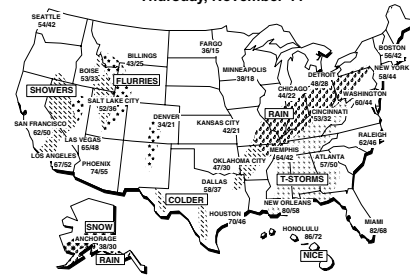 SEATTLE
54/42
BILLINGS
43/25
FARGO
36/15
MINNEAPOLIS
38/18
BOSTON
56/42
NEW YORK
58/44
DETROIT
48/28
BOISE
53/33
FLURRIES
CHICAGO
44/22
WASHINGTON
60/44
SHOWERS
SALT LAKE CITY
52/36
DENVER
34/21
KANSAS CITY
42/21
RAIN
CINCINNATI
53/32
SAN FRANCISCO
62/50
LAS VEGAS
65/48
RALEIGH
62/46
LOS ANGELES
67/52
PHOENIX
74/55
OKLAHOMA CITY
47/30
MEMPHIS
64/42
ATLANTA
57/50
DALLAS
58/37
T-STORMS
COLDER
NEW ORLEANS
80/58
HOUSTON
70/46
MIAMI
82/68
SNOW
ANCHORAGE
38/30
RAIN
HONOLULU
86/72
NICE